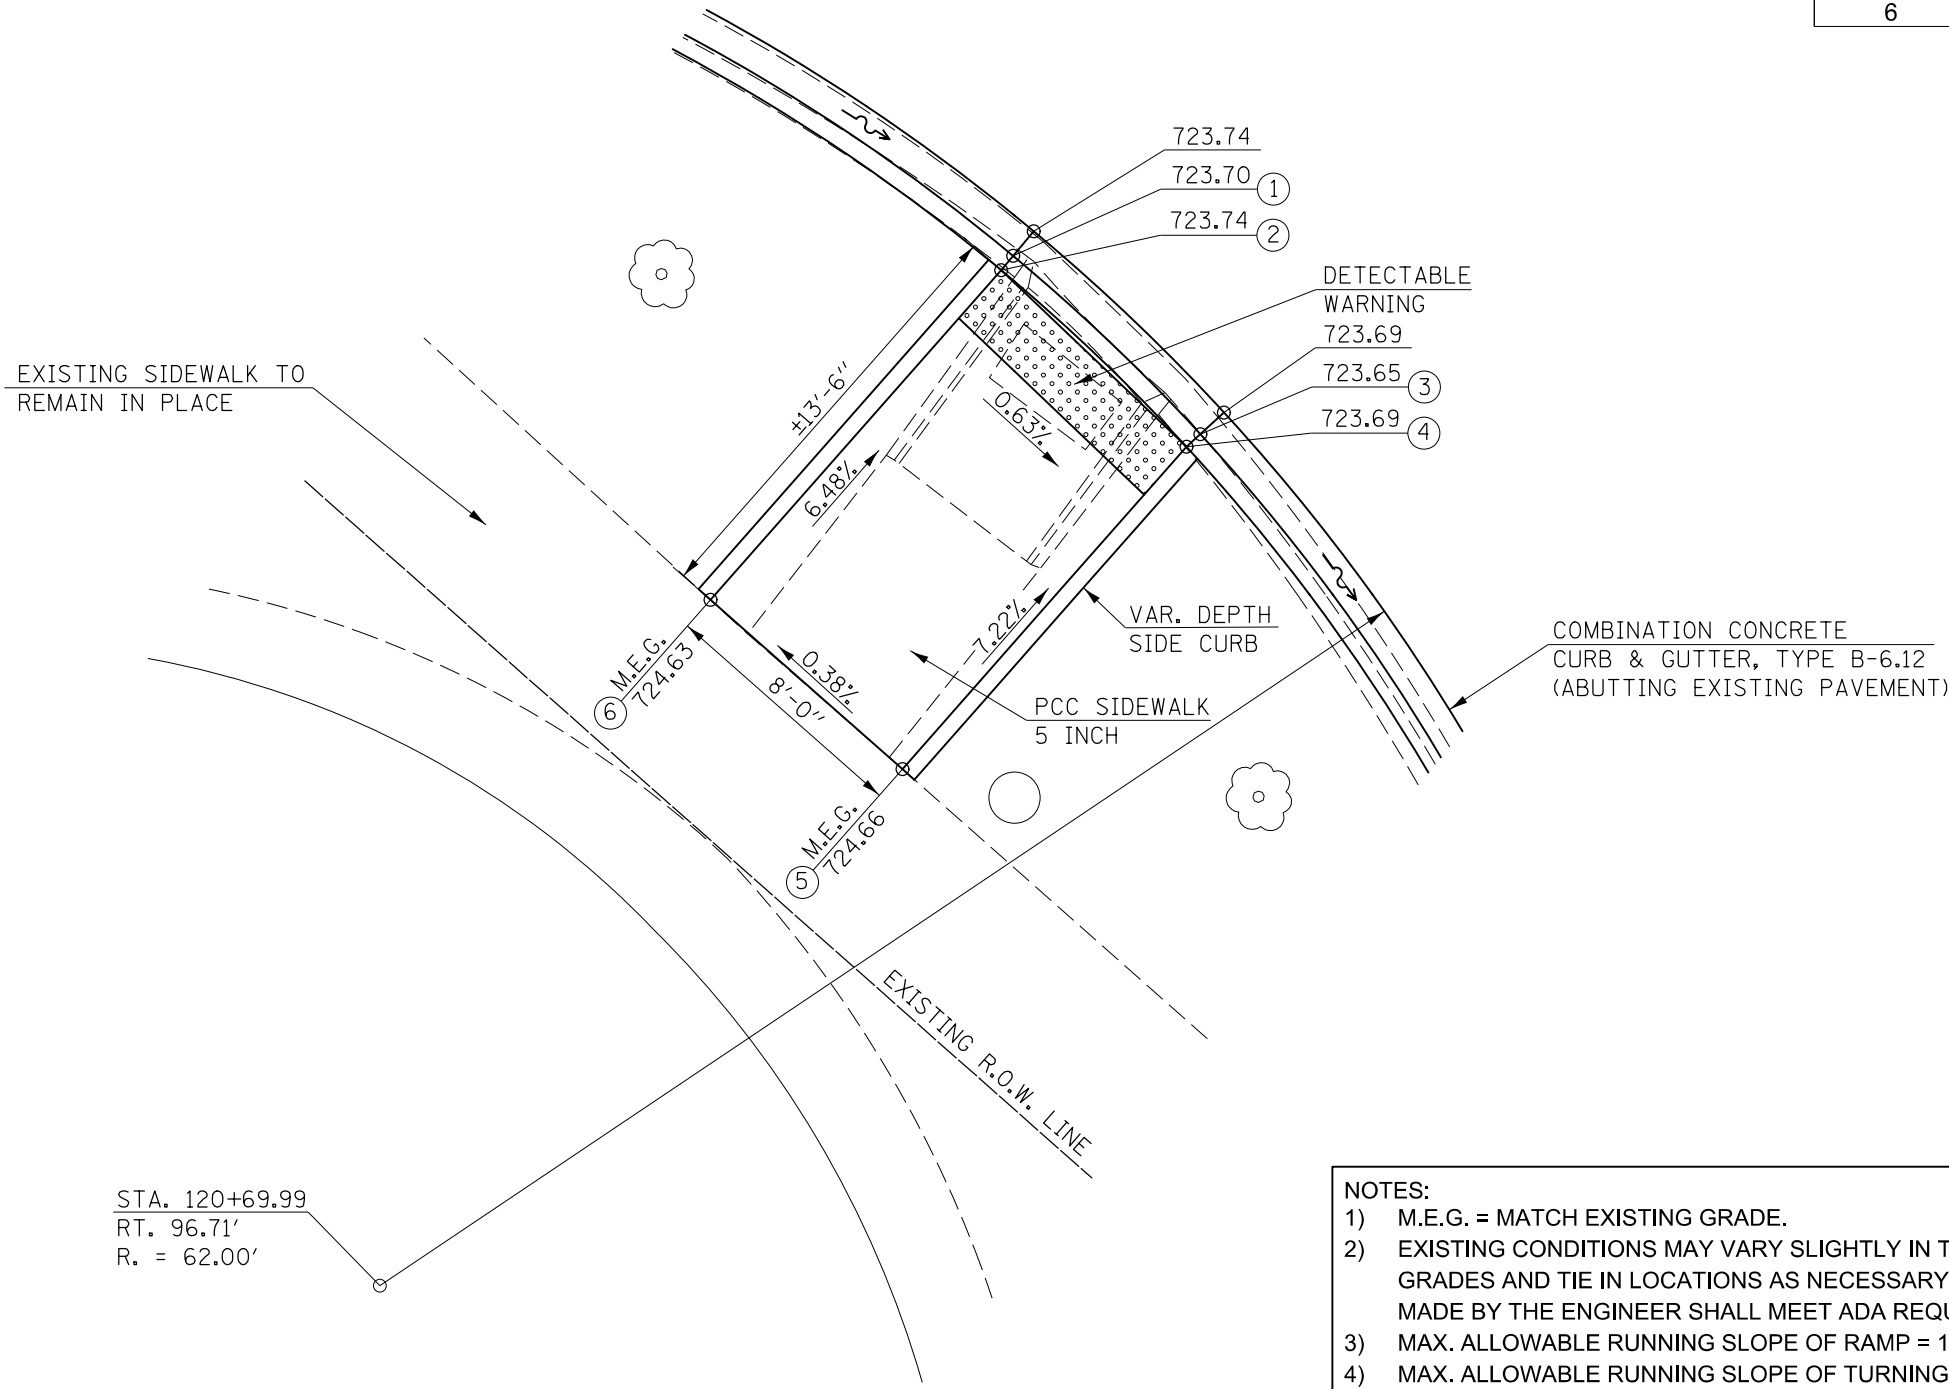 6
723.74
723.70 1
723.74 2
DETECTABLE
WARNING
723.69
723.65 3
723.69 4
EXISTING SIDEWALK TO
REMAIN IN PLACE
±13'-6"
0.63%
6.48%
7.22%
VAR. DEPTH
SIDE CURB
COMBINATION CONCRETE
CURB & GUTTER, TYPE B-6.12
(ABUTTING EXISTING PAVEMENT)
M.E.G.
724.63
6
0.38%
8'-0"
PCC SIDEWALK
5 INCH
M.E.G.
724.66
5
EXISTING R.O.W. LINE
STA. 120+69.99
RT. 96.71'
R. = 62.00'
NOTES:
1) M.E.G. = MATCH EXISTING GRADE.
2) EXISTING CONDITIONS MAY VARY SLIGHTLY IN
GRADES AND TIE IN LOCATIONS AS NECESSARY
MADE BY THE ENGINEER SHALL MEET ADA
3) MAX. ALLOWABLE RUNNING SLOPE OF RAMP = 1
4) MAX. ALLOWABLE RUNNING SLOPE OF TURNING